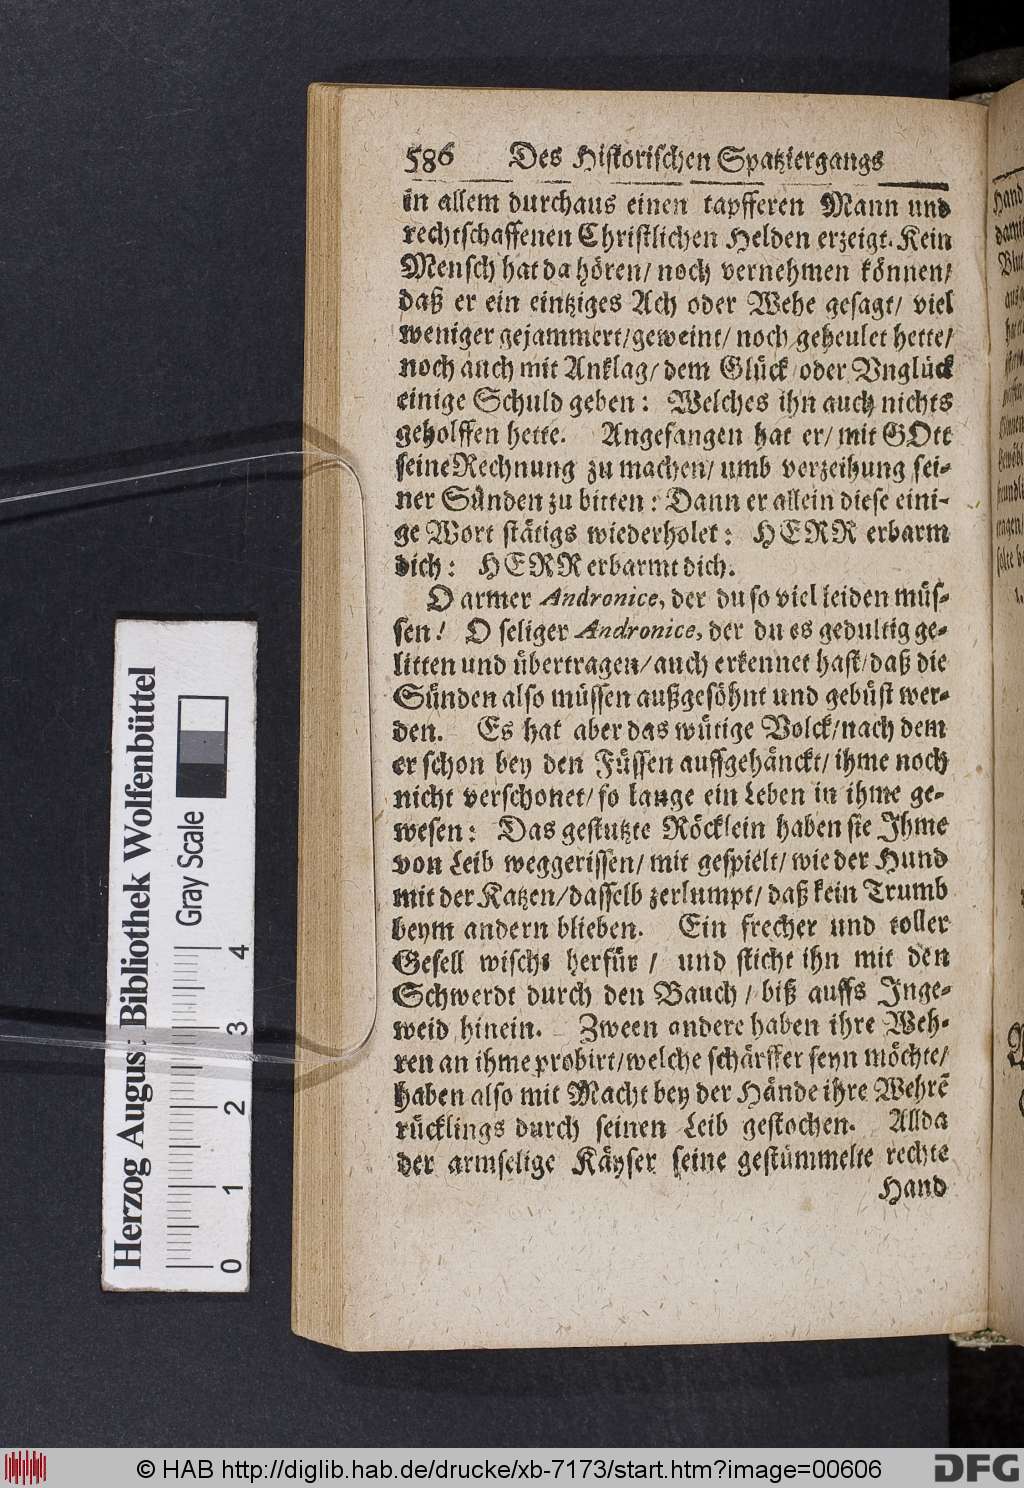 586 Des Historischen Spatziergangs
in allem durchaus einen tapfferen Mann und
rechtschaffenen Christlichen Helden erzeigt. Kein
Mensch hat da hören/ noch vernehmen können/
daß er ein eintziges Ach oder Wehe gesagt/ viel
weniger gejammert/geweint/ noch geheulet hette/
noch auch mit Anklag/ dem Glück oder Vnglück
einige Schuld geben: Welches ihn auch nichts
geholffen hette. Angefangen hat er/ mit GOtt
seine Rechnung zu machen/ umb verzeihung sei-
ner Sünden zu bitten: Dann er allein diese eini-
ge Wort stätigs wiederholet: HERR erbarm
dich: HERR erbarmt dich.
O armer Andronice, der du so viel leiden müs-
sen! O seliger Andronice, der du es gedultig ge-
litten und übertragen/auch erkennet hast/daß die
Sünden also müssen außgesöhnt und gebüst wer-
den. Es hat aber das wütige Volck/nach dem
er schon bey den Füssen auffgehänckt/ ihme noch
nicht verschonet/ so lange ein Leben in ihme ge-
wesen: Das gestutzte Röcklein haben sie Ihme
von Leib weggerissen/ mit gespielt/ wie der Hund
mit der Katzen/dasselb zerlumpt/ daß kein Trumb
beym andern blieben. Ein frecher und toller
Gesell wischt herfür/ und sticht ihn mit den
Schwerdt durch den Bauch/ biß auffs Inge-
weid hinein. Zween andere haben ihre Weh-
ren an ihme probirt/welche schärffer seyn möchte/
haben also mit Macht bey der Hände ihre Wehrē
rücklings durch seinen Leib gestochen. Allda
der armselige Käyser seine gestümmelte rechte
Hand
Hand
Herzog August Bibliothek Wolfenbüttel
Gray Scale
0 1 2 3 4
© HAB http://diglib.hab.de/drucke/xb-7173/start.htm?image=00606
DFG